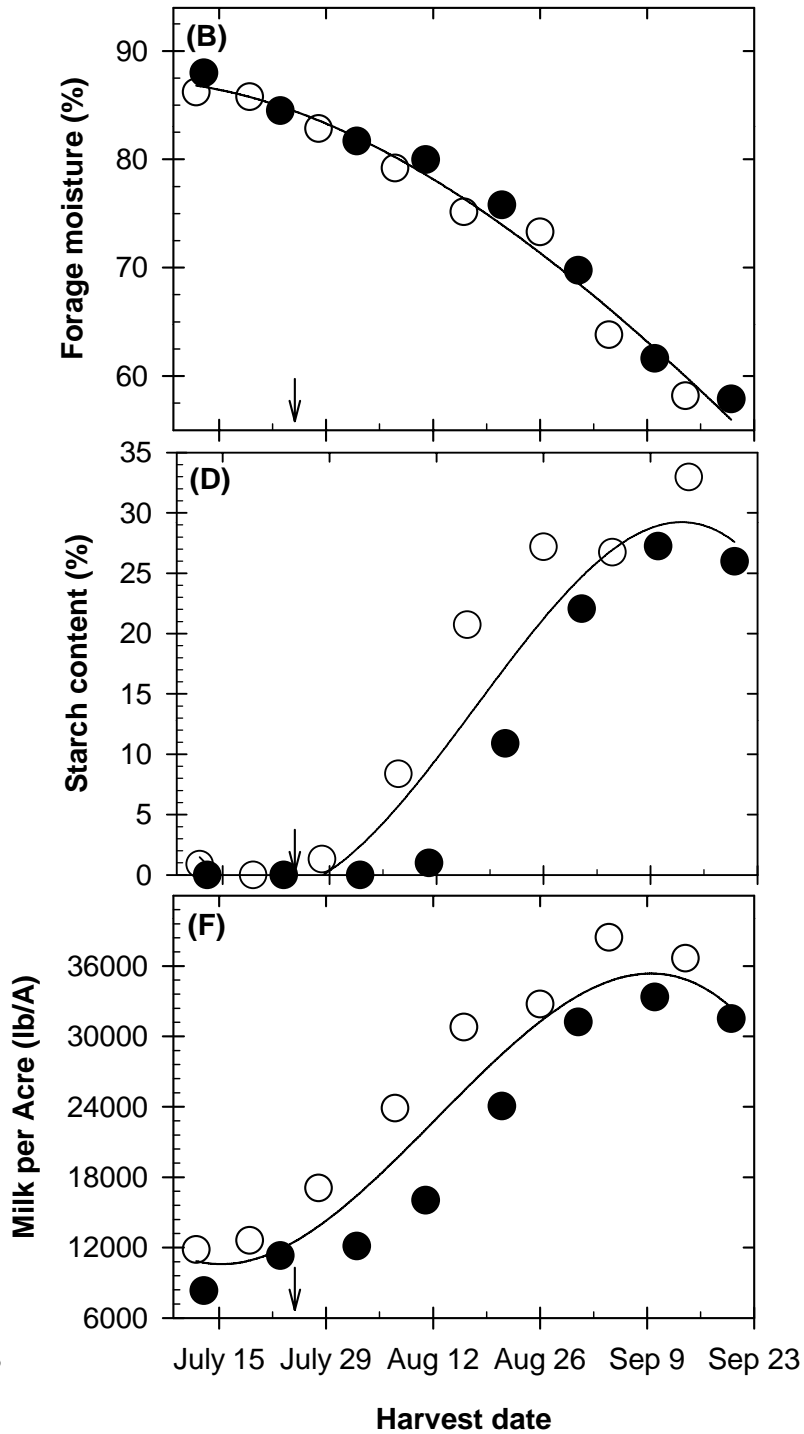 (B)
Forage moisture (%)
90
80
70
60
(D)
Starch content (%)
35
30
25
20
15
10
5
0
(F)
Milk per Acre (lb/A)
36000
30000
24000
18000
12000
6000
July 15 July 29 Aug 12 Aug 26 Sep 9 Sep 23
Harvest date